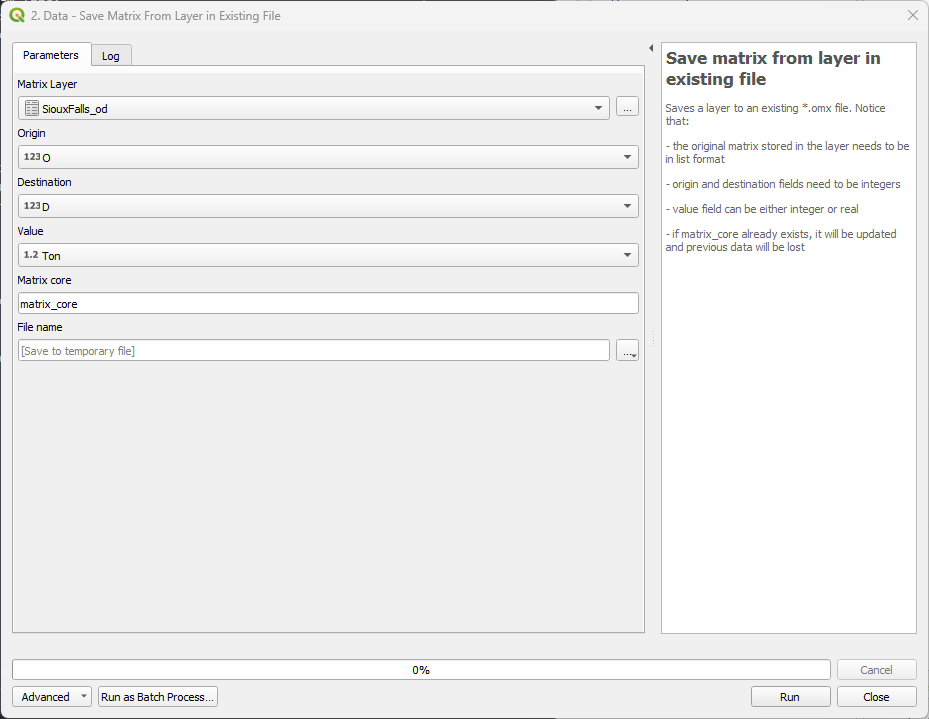 2. Data - Save Matrix From Layer in Existing File
Parameters
Log
Matrix Layer
SiouxFalls_od
...
Origin
123 O
Destination
123 D
Value
1.2 Ton
Matrix core
matrix_core
File name
[Save to temporary file]
...
Save matrix from layer in
existing file
Saves a layer to an existing *.omx file. Notice
that:
- the original matrix stored in the layer needs to be
in list format
- origin and destination fields need to be integers
- value field can be either integer or real
- if matrix_core already exists, it will be updated
and previous data will be lost
0%
Cancel
Advanced
Run as Batch Process...
Run
Close